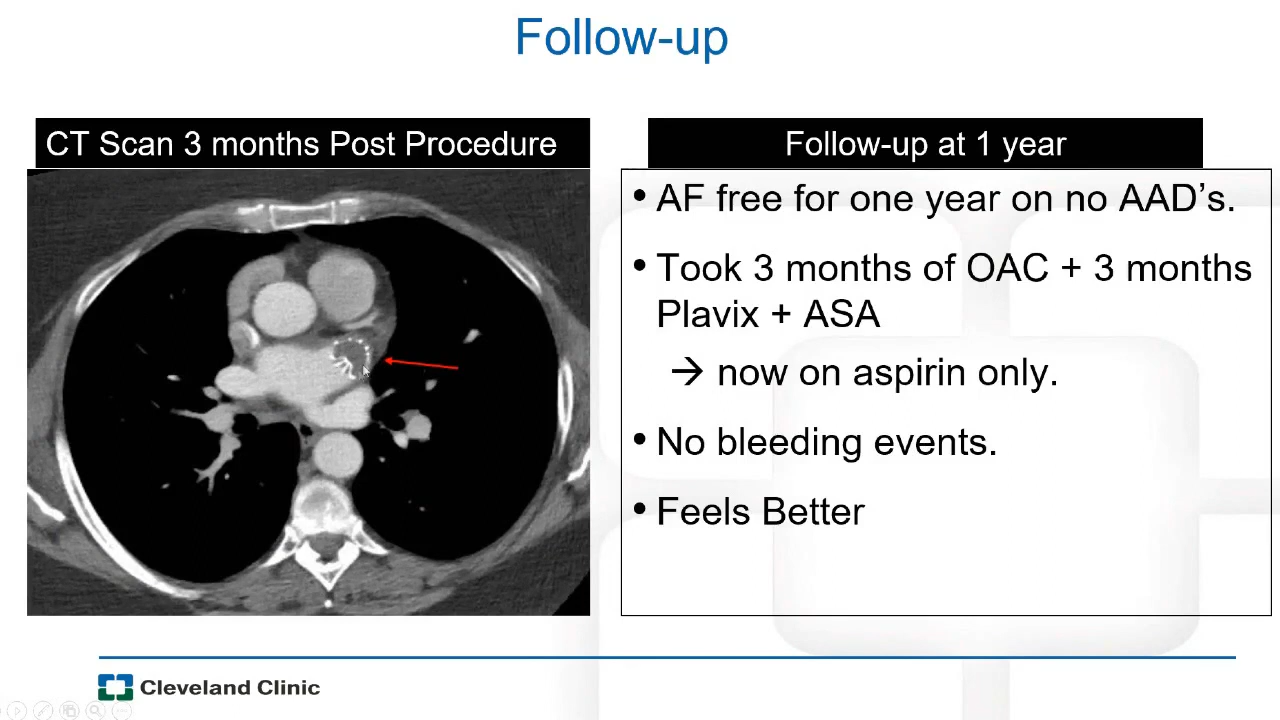 Follow-up
CT Scan 3 months Post Procedure
Follow-up at 1 year
• AF free for one year on no AAD’s.
• Took 3 months of OAC + 3 months
Plavix + ASA
→ now on aspirin only.
• No bleeding events.
• Feels Better
Cleveland Clinic